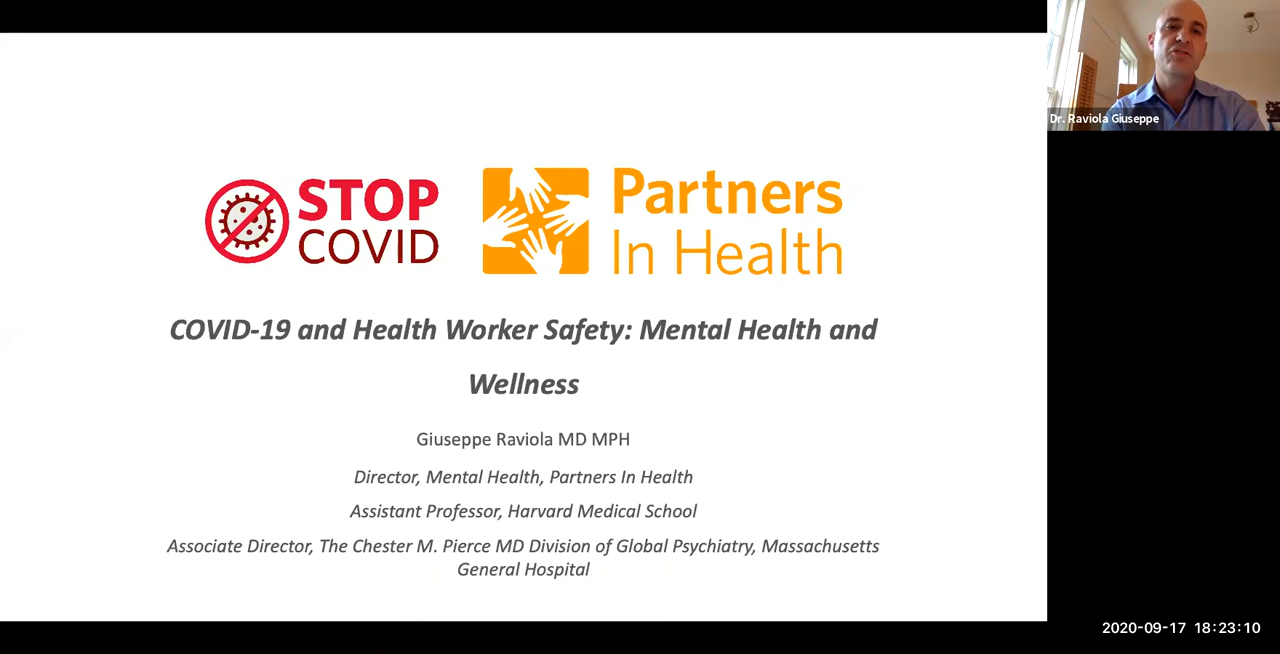 Dr. Raviola Giuseppe
STOP
COVID
Partners
In Health
COVID-19 and Health Worker Safety: Mental Health and
Wellness
Giuseppe Raviola MD MPH
Director, Mental Health, Partners In Health
Assistant Professor, Harvard Medical School
Associate Director, The Chester M. Pierce MD Division of Global Psychiatry, Massachusetts
General Hospital
2020-09-17 18:23:10